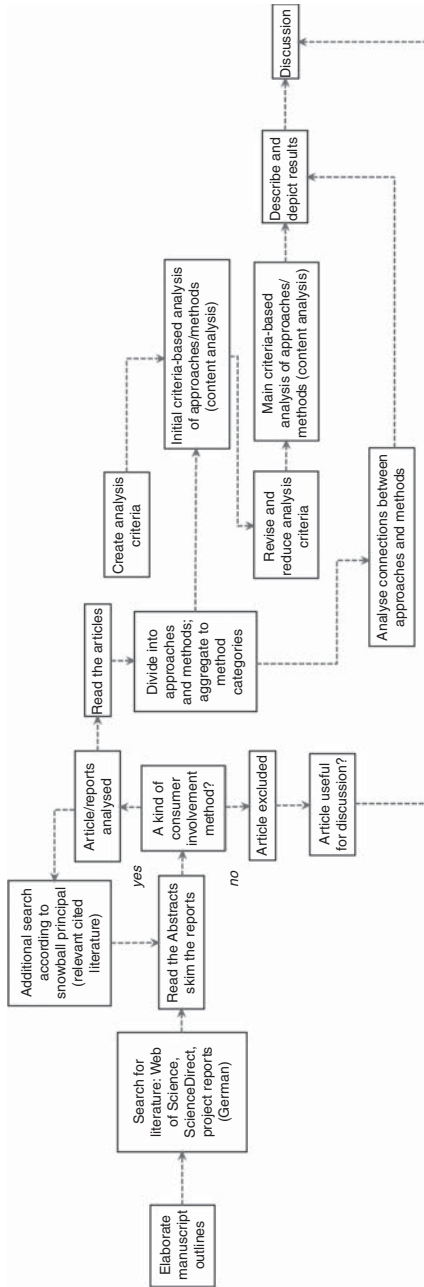 Elaborate
manuscript
outlines
Search for
literature: Web
of Science,
ScienceDirect,
project reports
(German)
Additional search
according to
snowball principal
(relevant cited
literature)
Read the Abstracts
skim the reports
Article/reports
analysed
yes
A kind of
consumer
involvement
method?
no
Article excluded
Article useful
for discussion?
Read the articles
Divide into
approaches
and methods;
aggregate to
method
categories
Create analysis
criteria
Initial criteria-based analysis
of approaches/methods
(content analysis)
Revise and
reduce analysis
criteria
Main criteria-based
analysis of approaches/
methods (content analysis)
Analyse connections between
approaches and methods
Describe and
depict results
Discussion